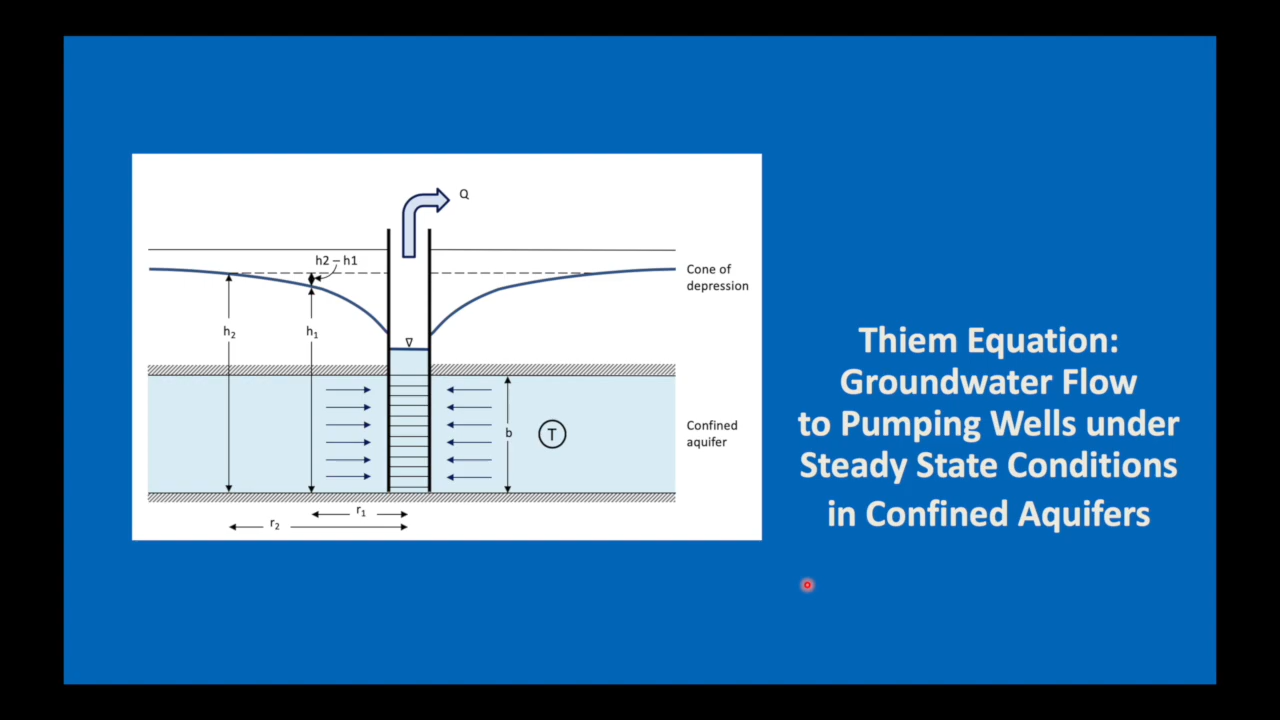 Q
h2 – h1
Cone of
depression
h₂
h₁
∇
b
T
Confined
aquifer
r₁
r₂
Thiem Equation:
Groundwater Flow
to Pumping Wells under
Steady State Conditions
in Confined Aquifers